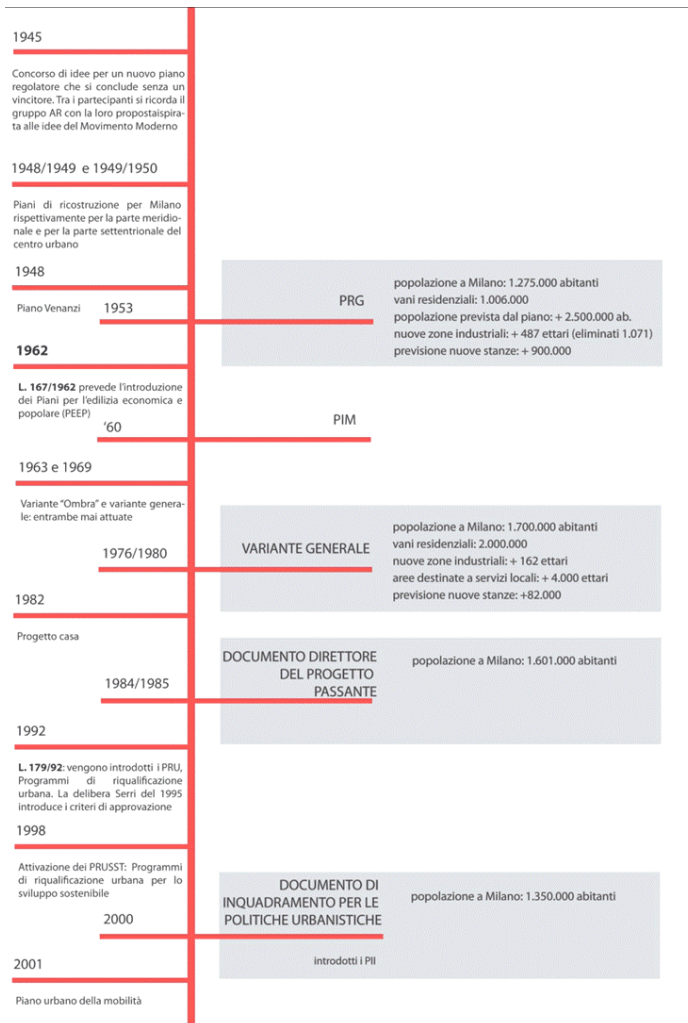 1945
Concorso di idee per un nuovo piano
regolatore che si conclude senza un
vincitore. Tra i partecipanti si ricorda il
gruppo AR con la loro propostaispira-
ta alle idee del Movimento Moderno
1948/1949 e 1949/1950
Piani di ricostruzione per Milano
rispettivamente per la parte meridio-
nale e per la parte settentrionale del
centro urbano
1948
Piano Venanzi
1953
PRG
popolazione a Milano: 1.275.000 abitanti
vani residenziali: 1.006.000
popolazione prevista dal piano: + 2.500.000 ab.
nuove zone industriali: + 487 ettari (eliminati 1.071)
previsione nuove stanze: + 900.000
1962
L. 167/1962 prevede l'introduzione
dei Piani per l'edilizia economica e
popolare (PEEP)
'60
PIM
1963 e 1969
Variante "Ombra" e variante genera-
le: entrambe mai attuate
1976/1980
VARIANTE GENERALE
popolazione a Milano: 1.700.000 abitanti
vani residenziali: 2.000.000
nuove zone industriali: + 162 ettari
aree destinate a servizi locali: + 4.000 ettari
previsione nuove stanze: +82.000
1982
Progetto casa
1984/1985
DOCUMENTO DIRETTORE
DEL PROGETTO
PASSANTE
popolazione a Milano: 1.601.000 abitanti
1992
L. 179/92: vengono introdotti i PRU,
Programmi di riqualificazione
urbana. La delibera Serri del 1995
introduce i criteri di approvazione
1998
Attivazione dei PRUSST: Programmi
di riqualificazione urbana per lo
sviluppo sostenibile
2000
DOCUMENTO DI
INQUADRAMENTO PER LE
POLITICHE URBANISTICHE
popolazione a Milano: 1.350.000 abitanti
introdotti i PII
2001
Piano urbano della mobilità